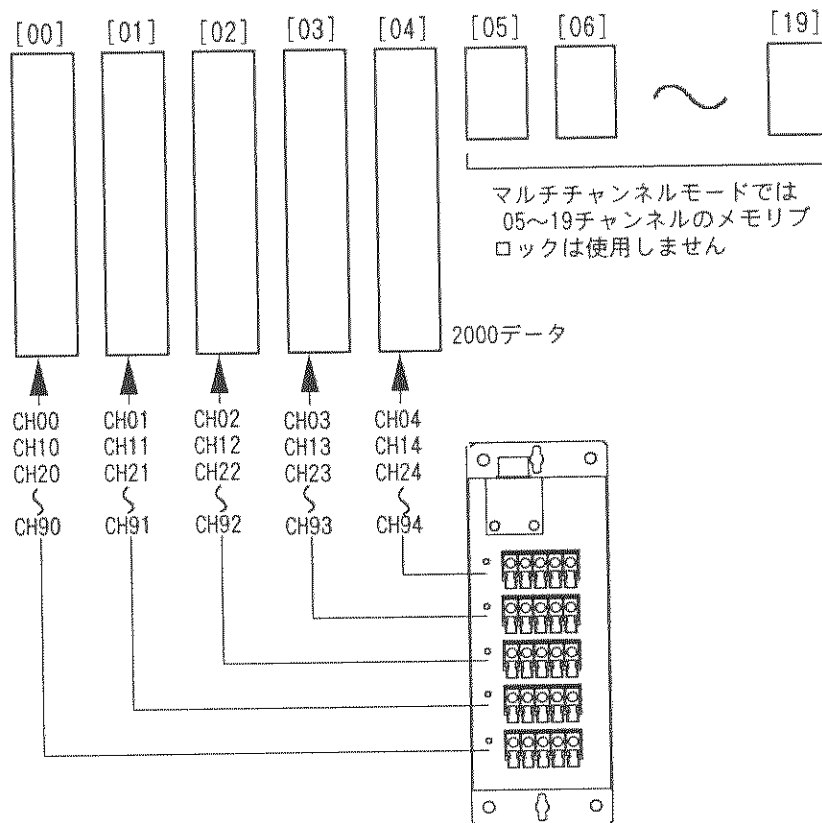 [00] [01] [02] [03] [04] [05] [06] [19]
マルチチャンネルモードでは
05～19チャンネルのメモリブ
ロックは使用しません
2000データ
CH00 CH01 CH02 CH03 CH04
CH10 CH11 CH12 CH13 CH14
CH20 CH21 CH22 CH23 CH24
CH90 CH91 CH92 CH93 CH94